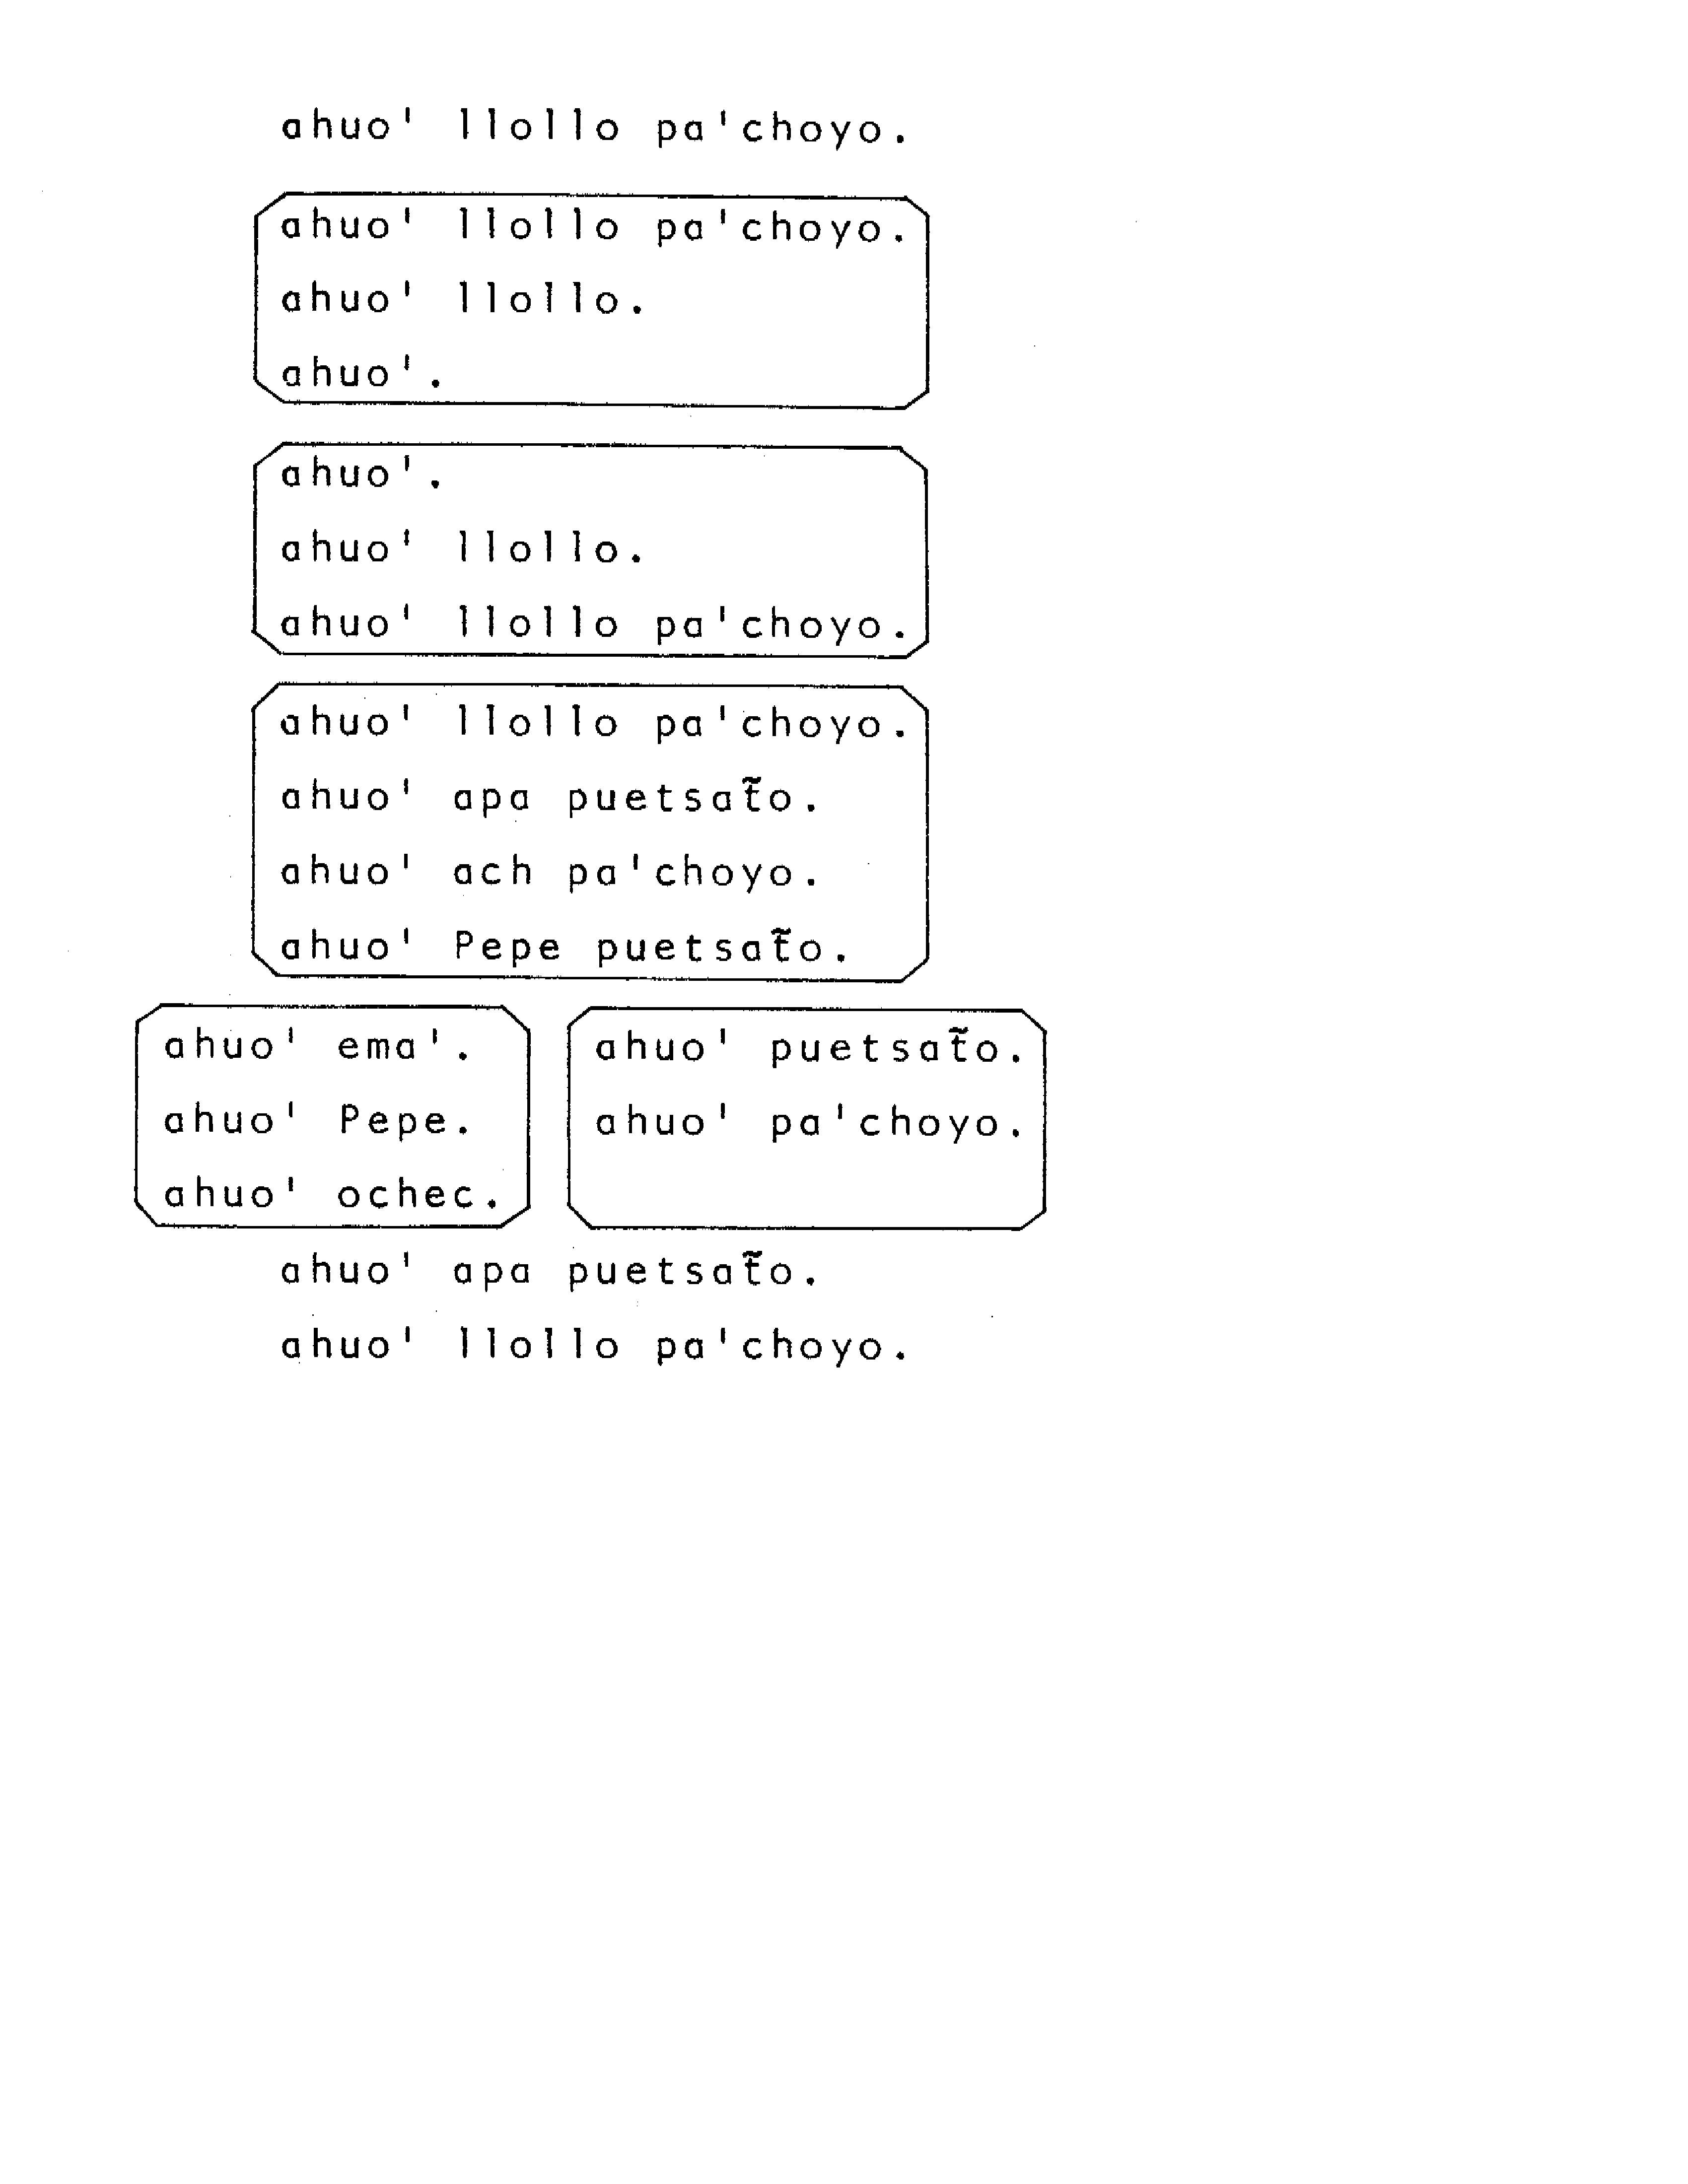 ahuo' llollo pa'choyo.
ahuo' llollo pa'choyo.
ahuo' llollo.
ahuo'.
ahuo'.
ahuo' llollo.
ahuo' llollo pa'choyo.
ahuo' llollo pa'choyo.
ahuo' apa puetsat̃o.
ahuo' ach pa'choyo.
ahuo' Pepe puetsat̃o.
ahuo' ema'.
ahuo' Pepe.
ahuo' ochec.
ahuo' puetsat̃o.
ahuo' pa'choyo.
ahuo' apa puetsat̃o.
ahuo' llollo pa'choyo.